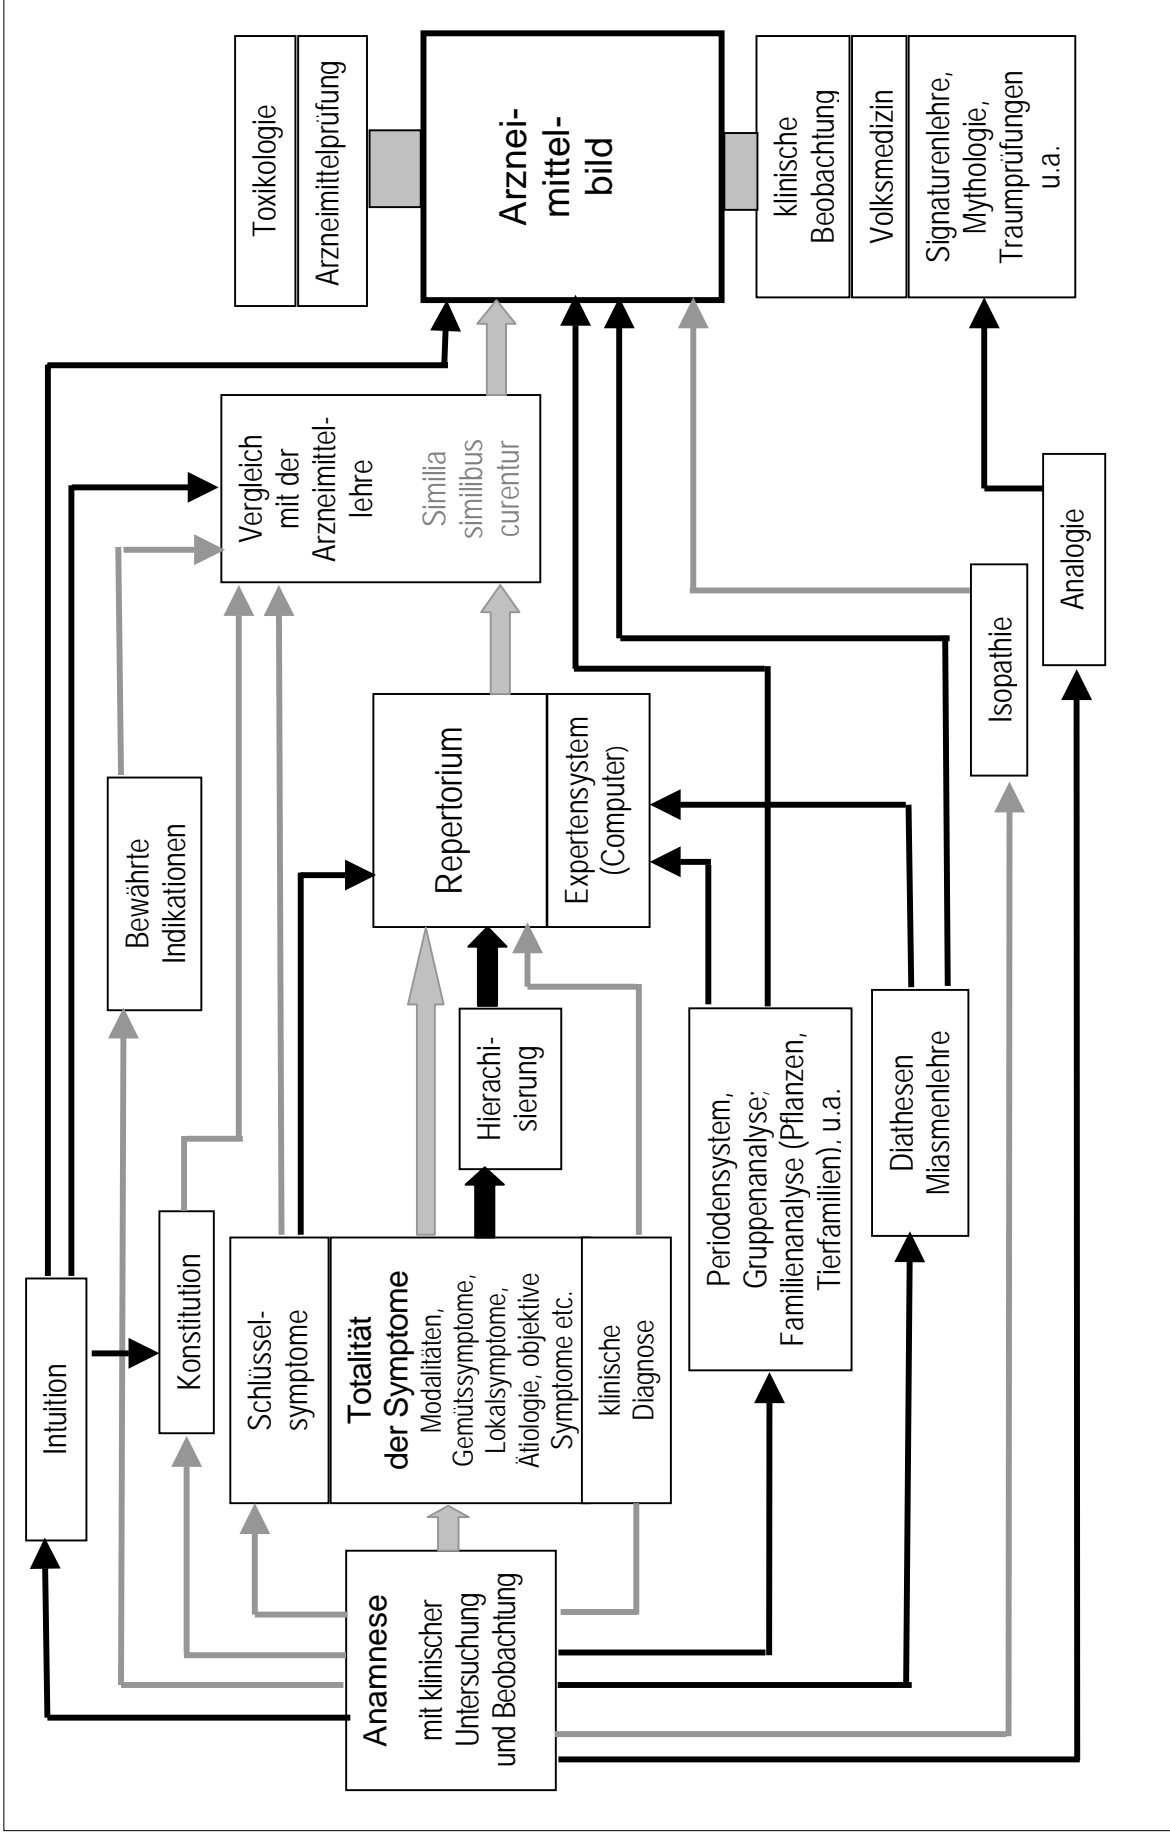 Intuition
Bewährte
Indikationen
Konstitution
Toxikologie
Arzneimittelprüfung
Schlüssel-
symptome
Vergleich
mit der
Arzneimittel-
lehre
Similia
similibus
curentur
Anamnese
mit klinischer
Untersuchung
und Beobachtung
Totalität
der Symptome
Modalitäten,
Gemütssymptome,
Lokalsymptome,
Ätiologie, objektive
Symptome etc.
klinische
Diagnose
Hierachi-
sierung
Repertorium
Expertensystem
(Computer)
Arznei-
mittel-
bild
Periodensystem,
Gruppenanalyse;
Familienanalyse (Pflanzen,
Tierfamilien), u.a.
Diathesen
Miasmenlehre
Isopathie
Analogie
klinische
Beobachtung
Volksmedizin
Signaturenlehre,
Mythologie,
Traumprüfungen
u.a.